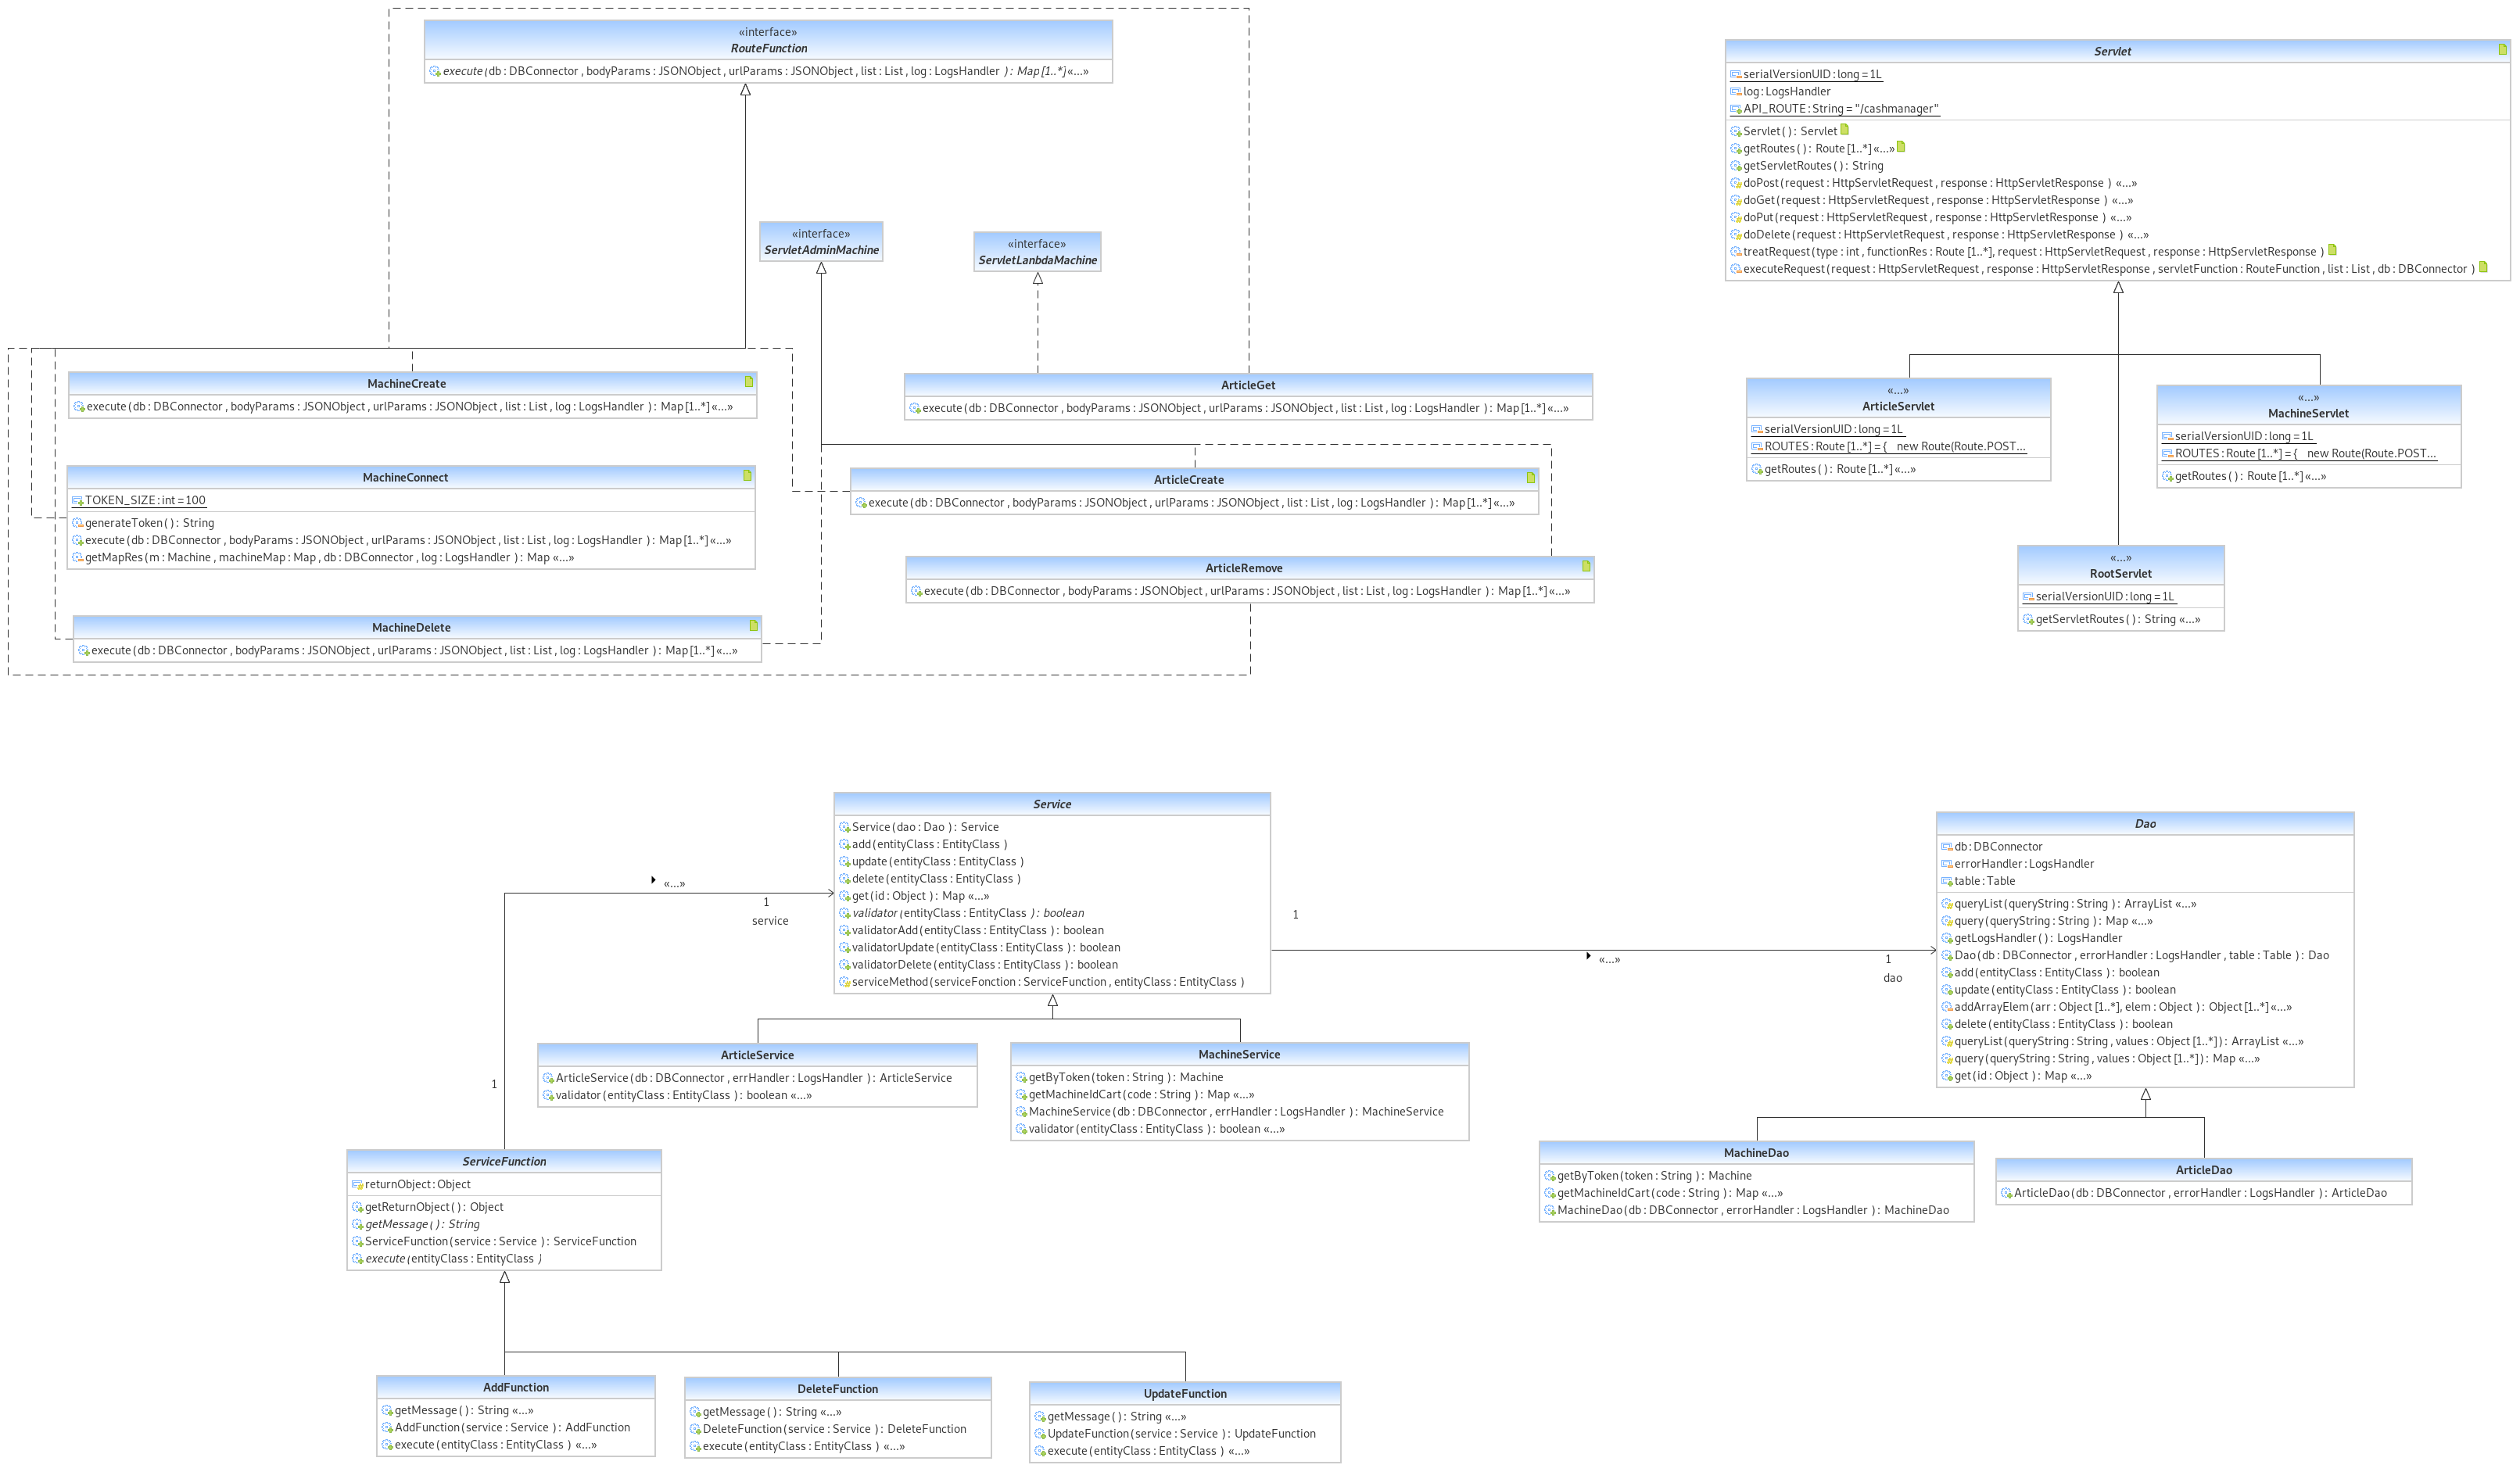 «interface»
RouteFunction
execute(db : DBConnector, bodyParams : JSONObject, urlParams : JSONObject, list : List, log : LogsHandler ) : Map [1..*] «...»
Servlet
serialVersionUID : long = 1L
log : LogsHandler
API_ROUTE : String = "/cashmanager"
Servlet ( ) : Servlet
getRoutes ( ) : Route [1..*] «...»
getServletRoutes ( ) : String
doPost ( request : HttpServletRequest, response : HttpServletResponse ) «...»
doGet ( request : HttpServletRequest, response : HttpServletResponse ) «...»
doPut ( request : HttpServletRequest, response : HttpServletResponse ) «...»
doDelete ( request : HttpServletRequest, response : HttpServletResponse ) «...»
treatRequest ( type : int, functionRes : Route [1..*], request : HttpServletRequest, response : HttpServletResponse )
executeRequest ( request : HttpServletRequest, response : HttpServletResponse, servletFunction : RouteFunction, list : List, db : DBConnector )
«interface»
ServletAdminMachine
«interface»
ServletLanbdaMachine
MachineCreate
execute ( db : DBConnector, bodyParams : JSONObject, urlParams : JSONObject, list : List, log : LogsHandler ) : Map [1..*] «...»
ArticleGet
execute ( db : DBConnector, bodyParams : JSONObject, urlParams : JSONObject, list : List, log : LogsHandler ) : Map [1..*] «...»
«...»
ArticleServlet
serialVersionUID : long = 1L
ROUTES : Route [1..*] = { new Route(Route.POST...
getRoutes ( ) : Route [1..*] «...»
«...»
MachineServlet
serialVersionUID : long = 1L
ROUTES : Route [1..*] = { new Route(Route.POST...
getRoutes ( ) : Route [1..*] «...»
MachineConnect
TOKEN_SIZE : int = 100
generateToken ( ) : String
execute ( db : DBConnector, bodyParams : JSONObject, urlParams : JSONObject, list : List, log : LogsHandler ) : Map [1..*] «...»
getMapRes ( m : Machine, machineMap : Map, db : DBConnector, log : LogsHandler ) : Map «...»
ArticleCreate
execute ( db : DBConnector, bodyParams : JSONObject, urlParams : JSONObject, list : List, log : LogsHandler ) : Map [1..*] «...»
ArticleRemove
execute ( db : DBConnector, bodyParams : JSONObject, urlParams : JSONObject, list : List, log : LogsHandler ) : Map [1..*] «...»
«...»
RootServlet
serialVersionUID : long = 1L
getServletRoutes ( ) : String «...»
MachineDelete
execute ( db : DBConnector, bodyParams : JSONObject, urlParams : JSONObject, list : List, log : LogsHandler ) : Map [1..*] «...»
Service
Service ( dao : Dao ) : Service
add ( entityClass : EntityClass )
update ( entityClass : EntityClass )
delete ( entityClass : EntityClass )
get ( id : Object ) : Map «...»
validator ( entityClass : EntityClass ) : boolean
validatorAdd ( entityClass : EntityClass ) : boolean
validatorUpdate ( entityClass : EntityClass ) : boolean
validatorDelete ( entityClass : EntityClass ) : boolean
serviceMethod ( serviceFonction : ServiceFunction, entityClass : EntityClass )
«...»
1
service
1
«...»
1
dao
Dao
db : DBConnector
errorHandler : LogsHandler
table : Table
queryList ( queryString : String ) : ArrayList «...»
query ( queryString : String ) : Map «...»
getLogsHandler ( ) : LogsHandler
Dao ( db : DBConnector, errorHandler : LogsHandler, table : Table ) : Dao
add ( entityClass : EntityClass ) : boolean
update ( entityClass : EntityClass ) : boolean
addArrayElem ( arr : Object [1..*], elem : Object ) : Object [1..*] «...»
delete ( entityClass : EntityClass ) : boolean
queryList ( queryString : String, values : Object [1..*] ) : ArrayList «...»
query ( queryString : String, values : Object [1..*] ) : Map «...»
get ( id : Object ) : Map «...»
ArticleService
ArticleService ( db : DBConnector, errHandler : LogsHandler ) : ArticleService
validator ( entityClass : EntityClass ) : boolean «...»
MachineService
getByToken ( token : String ) : Machine
getMachineIdCart ( code : String ) : Map «...»
MachineService ( db : DBConnector, errHandler : LogsHandler ) : MachineService
validator ( entityClass : EntityClass ) : boolean «...»
1
ServiceFunction
returnObject : Object
getReturnObject ( ) : Object
getMessage ( ) : String
ServiceFunction ( service : Service ) : ServiceFunction
execute ( entityClass : EntityClass )
MachineDao
getByToken ( token : String ) : Machine
getMachineIdCart ( code : String ) : Map «...»
MachineDao ( db : DBConnector, errorHandler : LogsHandler ) : MachineDao
ArticleDao
ArticleDao ( db : DBConnector, errorHandler : LogsHandler ) : ArticleDao
AddFunction
getMessage ( ) : String «...»
AddFunction ( service : Service ) : AddFunction
execute ( entityClass : EntityClass ) «...»
DeleteFunction
getMessage ( ) : String «...»
DeleteFunction ( service : Service ) : DeleteFunction
execute ( entityClass : EntityClass ) «...»
UpdateFunction
getMessage ( ) : String «...»
UpdateFunction ( service : Service ) : UpdateFunction
execute ( entityClass : EntityClass ) «...»